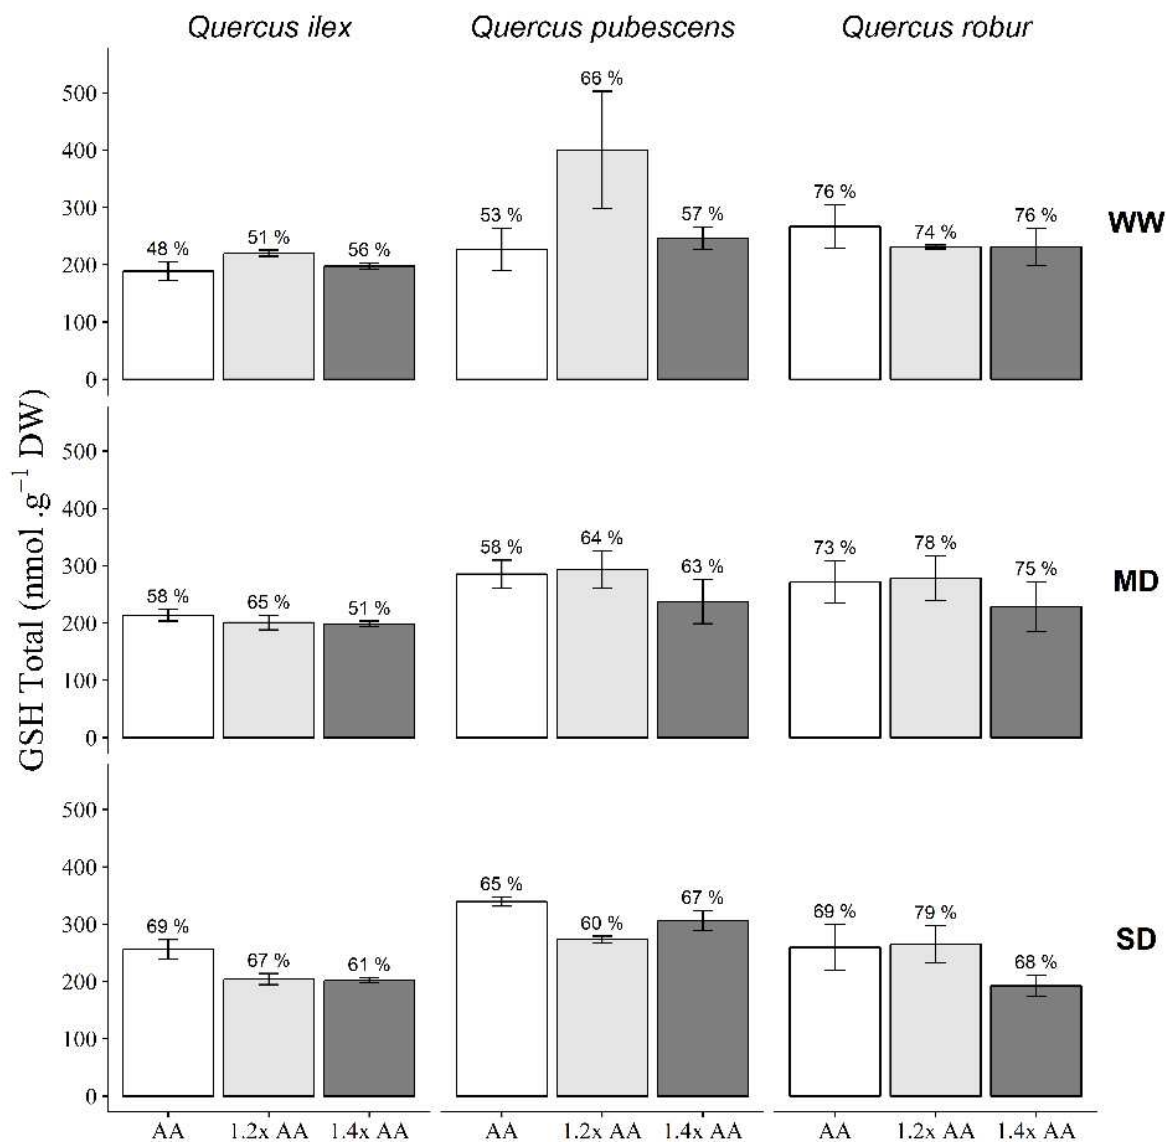 Quercus ilex Quercus pubescens Quercus robur
GSH Total (nmol .g⁻¹ DW)
500
400
300
200
100
0
48 % 51 % 56 %
53 % 66 % 57 %
76 % 74 % 76 %
WW
500
400
300
200
100
0
58 % 65 % 51 %
58 % 64 % 63 %
73 % 78 % 75 %
MD
500
400
300
200
100
0
69 % 67 % 61 %
65 % 60 % 67 %
69 % 79 % 68 %
SD
AA 1.2x AA 1.4x AA AA 1.2x AA 1.4x AA AA 1.2x AA 1.4x AA